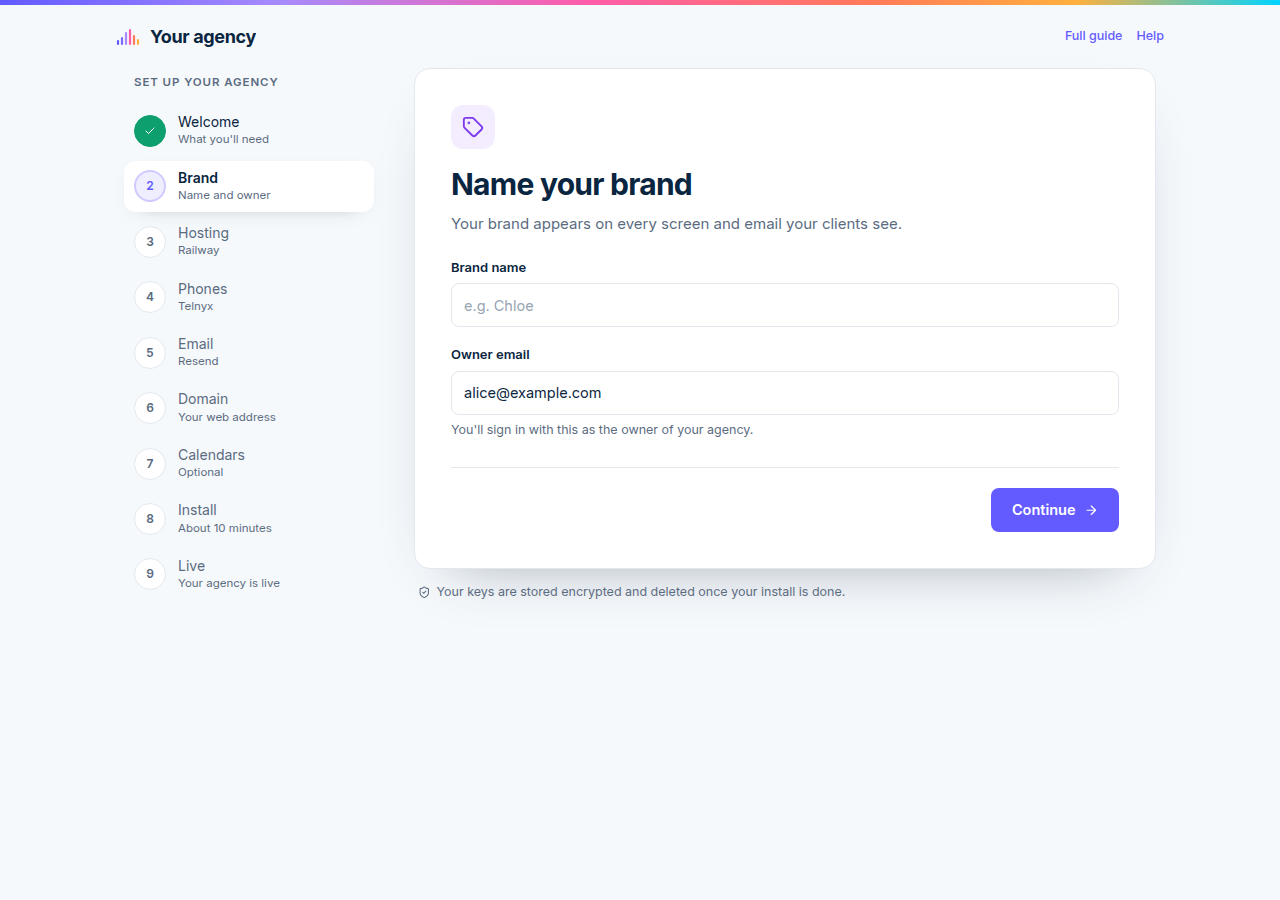 Your agency
Full guide
Help
SET UP YOUR AGENCY
Welcome
What you'll need
2
Brand
Name and owner
3
Hosting
Railway
4
Phones
Telnyx
5
Email
Resend
6
Domain
Your web address
7
Calendars
Optional
8
Install
About 10 minutes
9
Live
Your agency is live
Name your brand
Your brand appears on every screen and email your clients see.
Brand name
e.g. Chloe
Owner email
alice@example.com
You'll sign in with this as the owner of your agency.
Continue
Your keys are stored encrypted and deleted once your install is done.